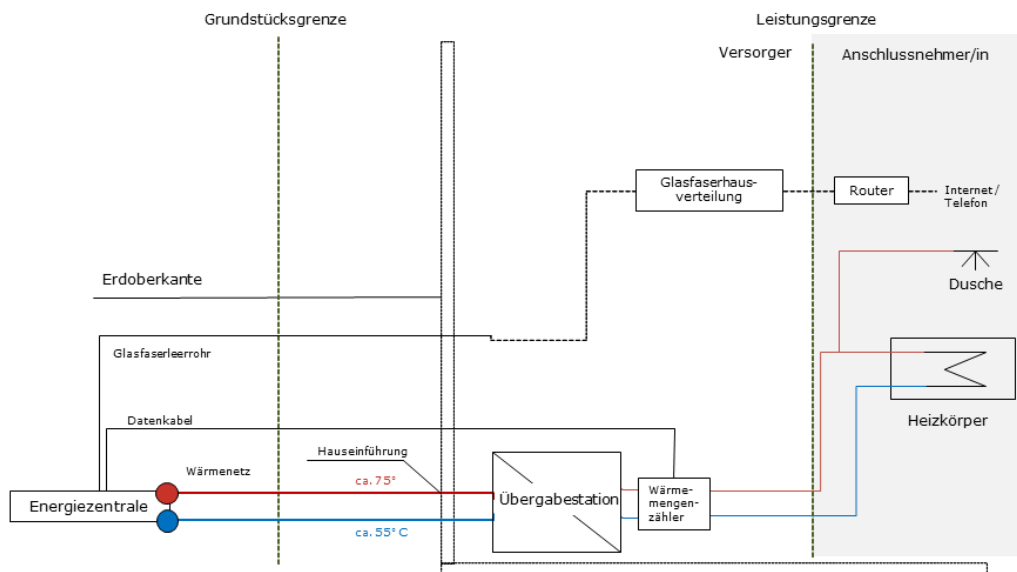 Grundstücksgrenze
Leistungsgrenze
Versorger
Anschlussnehmer/in
Glasfaserhaus-
verteilung
Router
Internet/
Telefon
Erdoberkante
Dusche
Glasfaserleerrohr
Datenkabel
Heizkörper
Hauseinführung
Wärmenetz
ca. 75°
Energiezentrale
Übergabestation
Wärme-
mengen-
zähler
ca. 55° C